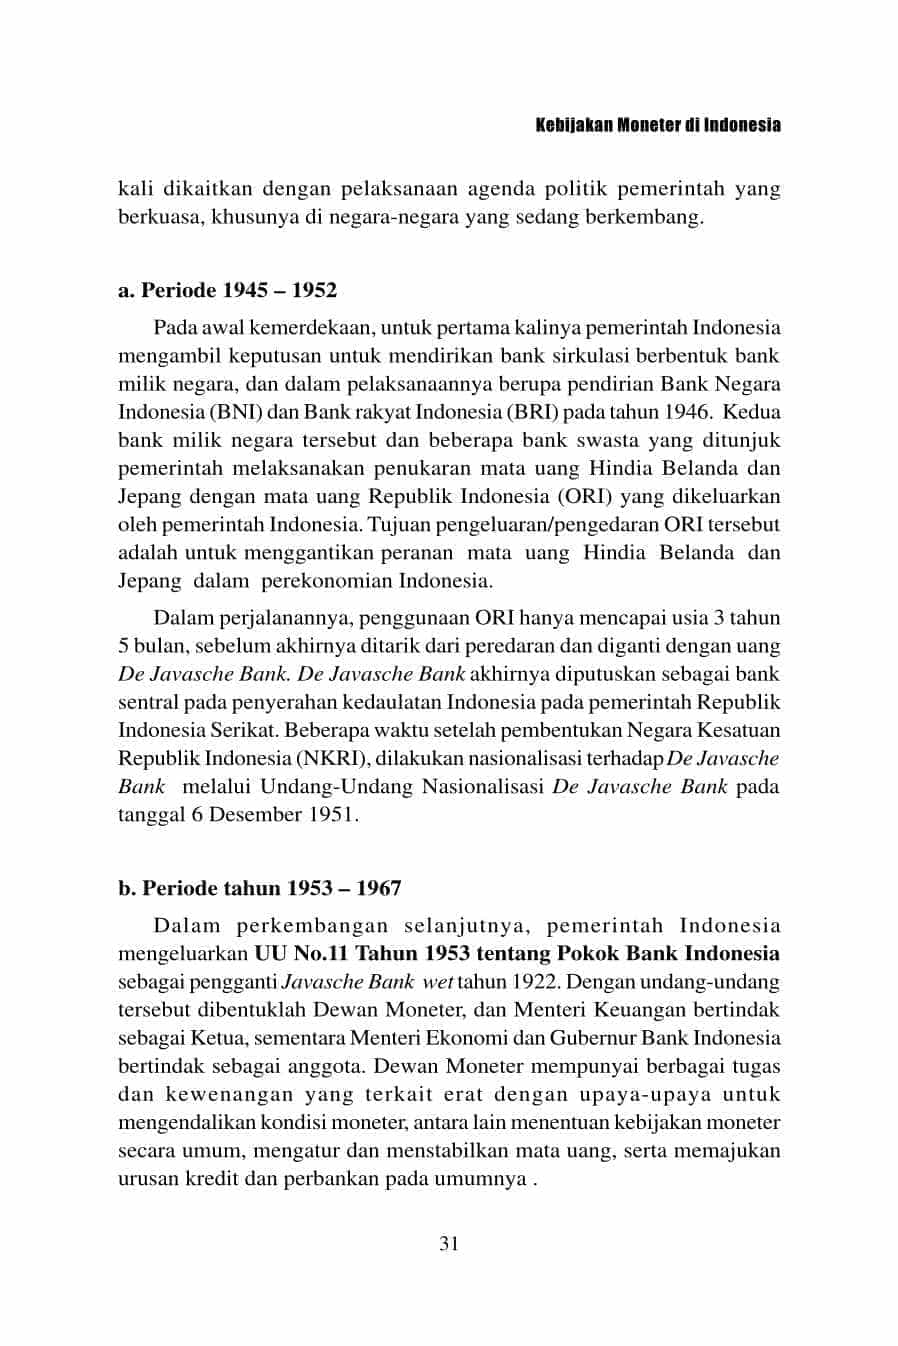 Kebijakan Moneter di Indonesia
kali dikaitkan dengan pelaksanaan agenda politik pemerintah yang
berkuasa, khusunya di negara-negara yang sedang berkembang.
a. Periode 1945 – 1952
Pada awal kemerdekaan, untuk pertama kalinya pemerintah Indonesia
mengambil keputusan untuk mendirikan bank sirkulasi berbentuk bank
milik negara, dan dalam pelaksanaannya berupa pendirian Bank Negara
Indonesia (BNI) dan Bank rakyat Indonesia (BRI) pada tahun 1946. Kedua
bank milik negara tersebut dan beberapa bank swasta yang ditunjuk
pemerintah melaksanakan penukaran mata uang Hindia Belanda dan
Jepang dengan mata uang Republik Indonesia (ORI) yang dikeluarkan
oleh pemerintah Indonesia. Tujuan pengeluaran/pengedaran ORI tersebut
adalah untuk menggantikan peranan mata uang Hindia Belanda dan
Jepang dalam perekonomian Indonesia.
Dalam perjalanannya, penggunaan ORI hanya mencapai usia 3 tahun
5 bulan, sebelum akhirnya ditarik dari peredaran dan diganti dengan uang
De Javasche Bank. De Javasche Bank akhirnya diputuskan sebagai bank
sentral pada penyerahan kedaulatan Indonesia pada pemerintah Republik
Indonesia Serikat. Beberapa waktu setelah pembentukan Negara Kesatuan
Republik Indonesia (NKRI), dilakukan nasionalisasi terhadap De Javasche
Bank melalui Undang-Undang Nasionalisasi De Javasche Bank pada
tanggal 6 Desember 1951.
b. Periode tahun 1953 – 1967
Dalam perkembangan selanjutnya, pemerintah Indonesia
mengeluarkan UU No.11 Tahun 1953 tentang Pokok Bank Indonesia
sebagai pengganti Javasche Bank wet tahun 1922. Dengan undang-undang
tersebut dibentuklah Dewan Moneter, dan Menteri Keuangan bertindak
sebagai Ketua, sementara Menteri Ekonomi dan Gubernur Bank Indonesia
bertindak sebagai anggota. Dewan Moneter mempunyai berbagai tugas
dan kewenangan yang terkait erat dengan upaya-upaya untuk
mengendalikan kondisi moneter, antara lain menentuan kebijakan moneter
secara umum, mengatur dan menstabilkan mata uang, serta memajukan
urusan kredit dan perbankan pada umumnya .
31